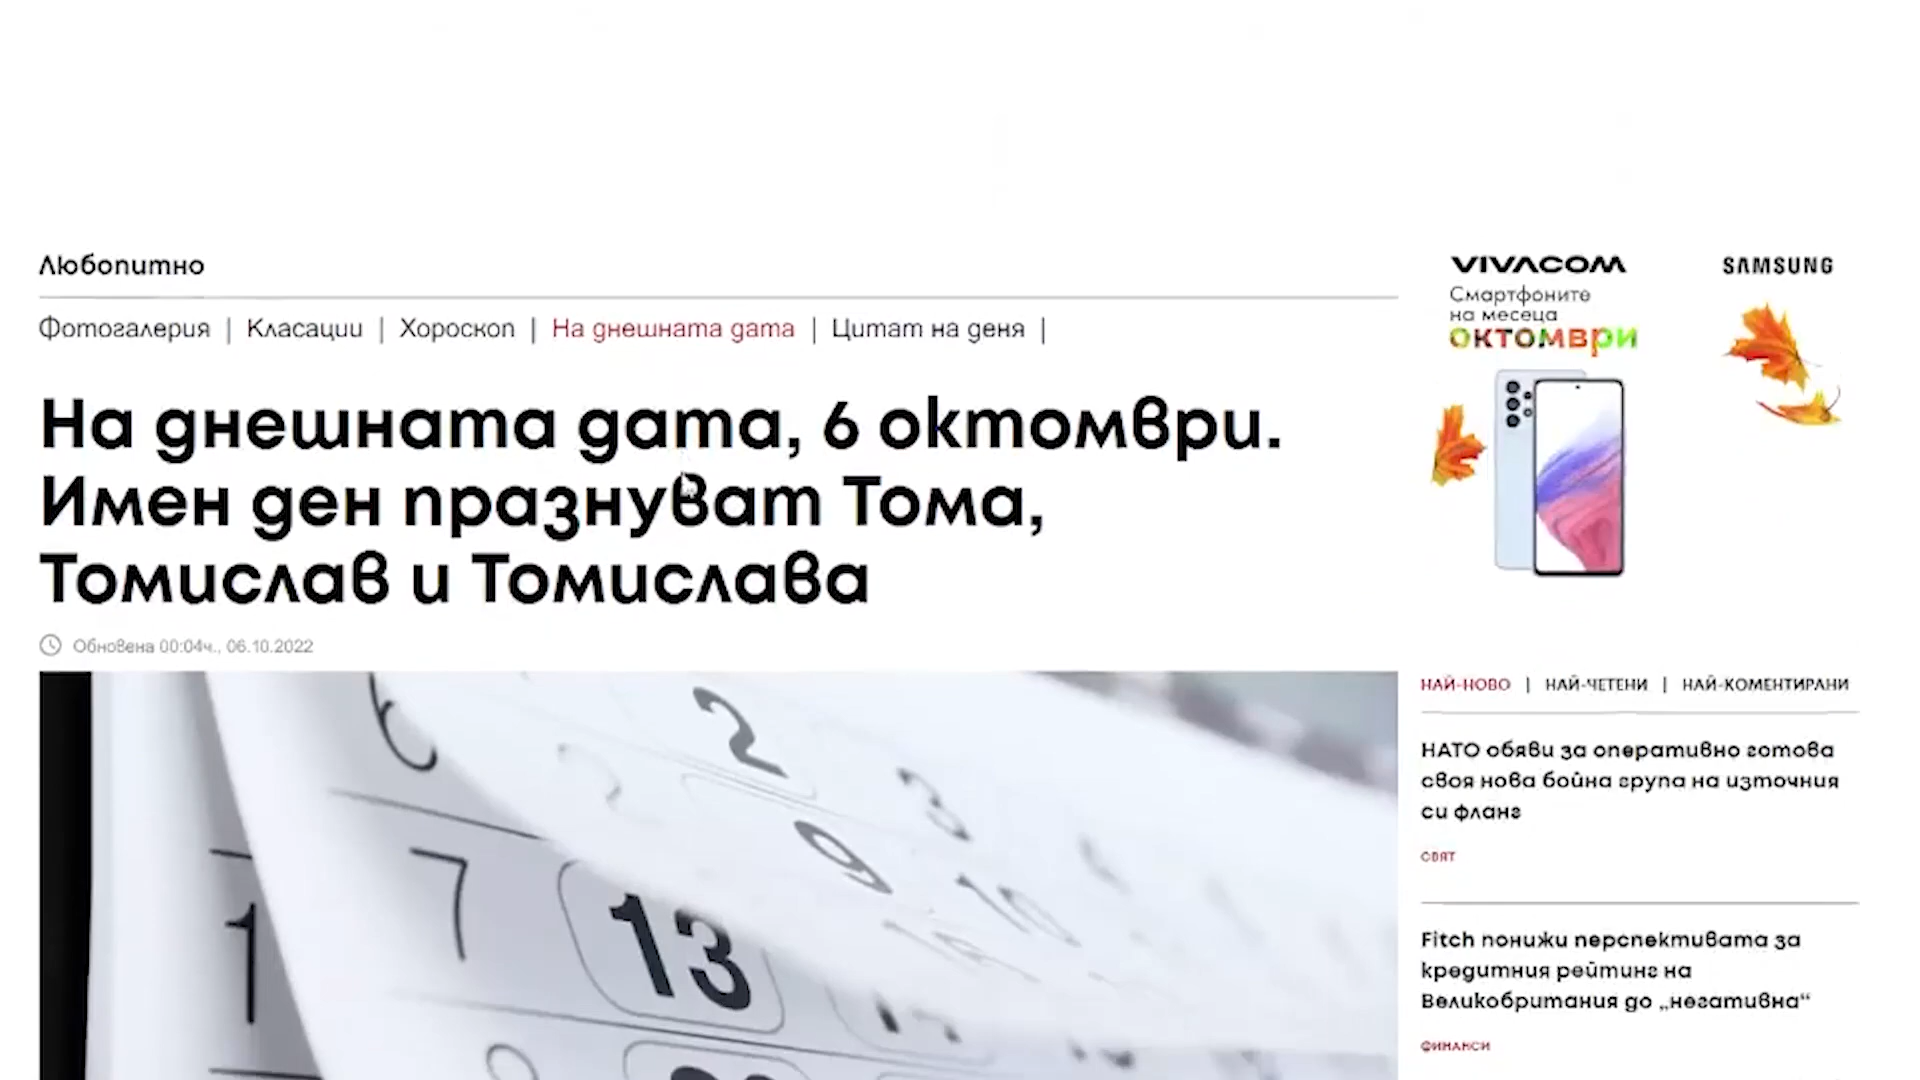 Любопитно
Фотогалерия | Класации | Хороскоп | На днешната дата | Цитат на деня |
На днешната дата, 6 октомври.
Имен ден празнуват Тома,
Томислав и Томислава
Обновена 00:04ч., 06.10.2022
VIVACOM
SAMSUNG
Смартфоните
на месеца
октомври
НАЙ-НОВО | НАЙ-ЧЕТЕНИ | НАЙ-КОМЕНТИРАНИ
НАТО обяви за оперативно готова
своя нова бойна група на източния
си фланг
СВЯТ
Fitch понижи перспективата за
кредитния рейтинг на
Великобритания до „негативна“
ФИНАНСИ
2
3
7
9
10
1
13